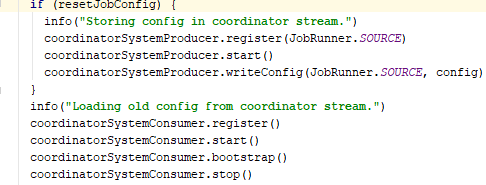 if (resetJobConfig) {
info("Storing config in coordinator stream.")
coordinatorSystemProducer.register(JobRunner.SOURCE)
coordinatorSystemProducer.start()
coordinatorSystemProducer.writeConfig(JobRunner.SOURCE, config)
}
info("Loading old config from coordinator stream.")
coordinatorSystemConsumer.register()
coordinatorSystemConsumer.start()
coordinatorSystemConsumer.bootstrap()
coordinatorSystemConsumer.stop()